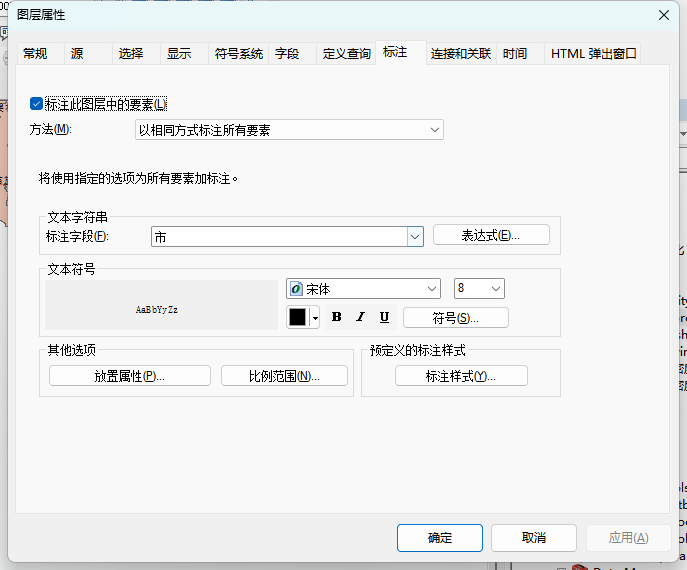 图层属性
常规 源 选择 显示 符号系统 字段 定义查询 标注 连接和关联 时间 HTML 弹出窗口
标注此图层中的要素(L)
方法(M): 以相同方式标注所有要素
将使用指定的选项为所有要素加标注。
文本字符串
标注字段(F): 市 表达式(E)...
文本符号
AaBbYyZz 宋体 8
B I U 符号(S)...
其他选项 预定义的标注样式
放置属性(P)... 比例范围(N)... 标注样式(Y)...
确定 取消 应用(A)